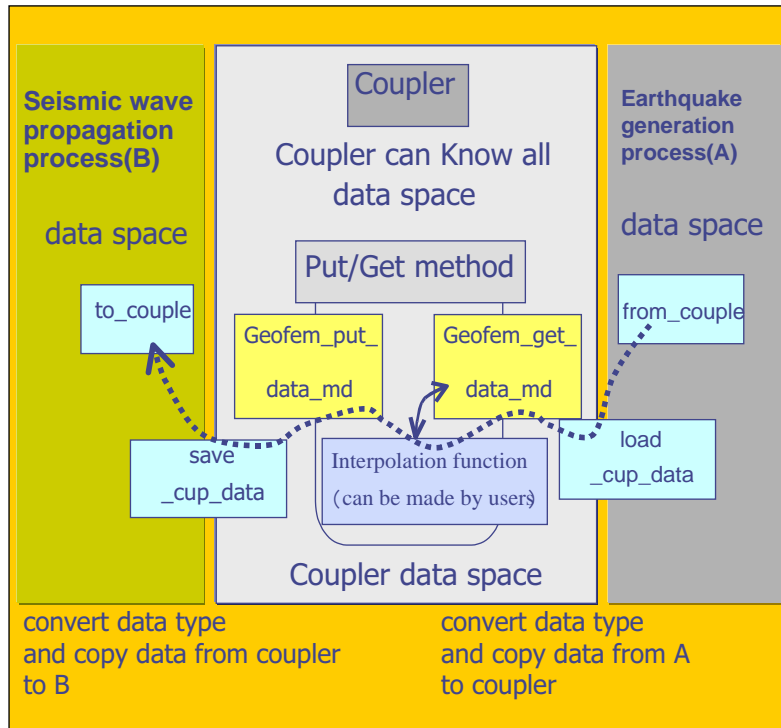 Seismic wave
propagation
process(B)
data space
to_couple
save
_cup_data
convert data type
and copy data from coupler
to B
Coupler
Coupler can Know all
data space
Put/Get method
Geofem_put_
data_md
Geofem_get_
data_md
Interpolation function
(can be made by users)
Coupler data space
Earthquake
generation
process(A)
data space
from_couple
load
_cup_data
convert data type
and copy data from A
to coupler